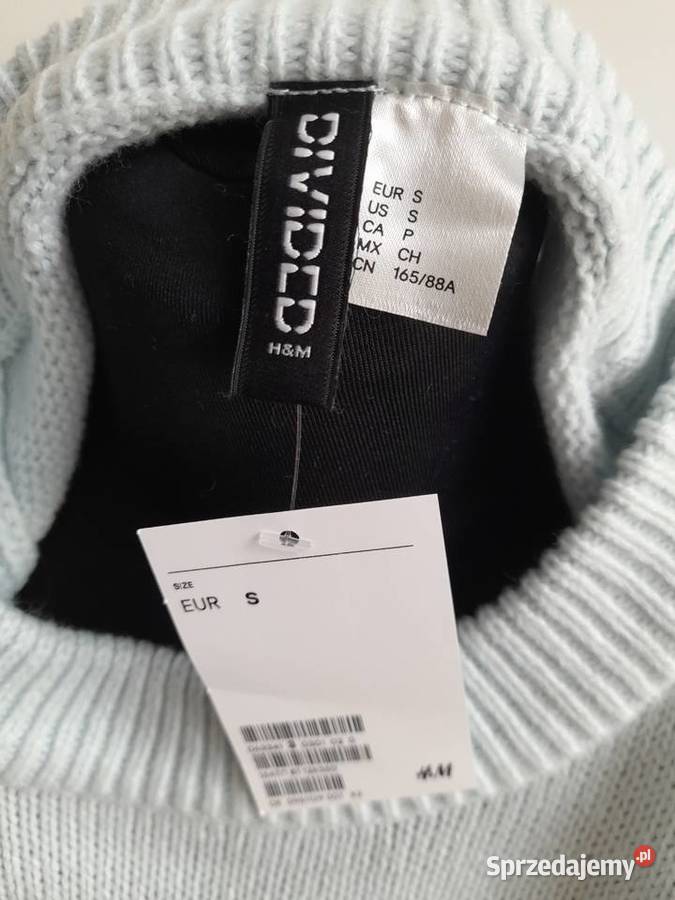 DIVIDED
H&M
EUR S
US S
CA P
MX CH
CN 165/88A
SIZE
EUR S
H&M
Sprzedajemy.pl